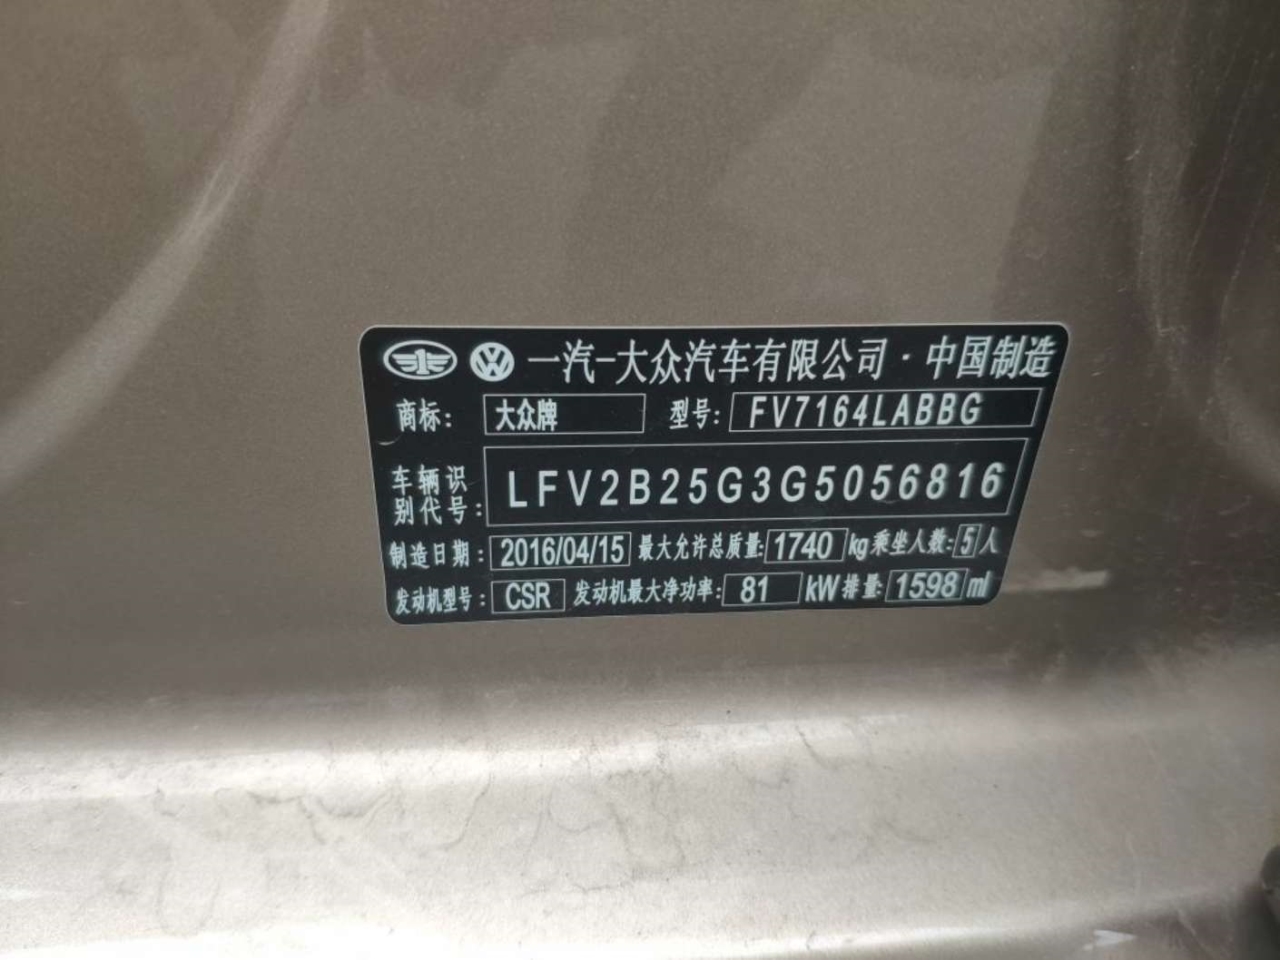 一汽-大众汽车有限公司·中国制造
商标: 大众牌 型号: FV7164LABBG
车辆识别代号: LFV2B25G3G5056816
制造日期: 2016/04/15 最大允许总质量: 1740 kg 乘坐人数: 5 人
发动机型号: CSR 发动机最大净功率: 81 kW 排量: 1598 ml